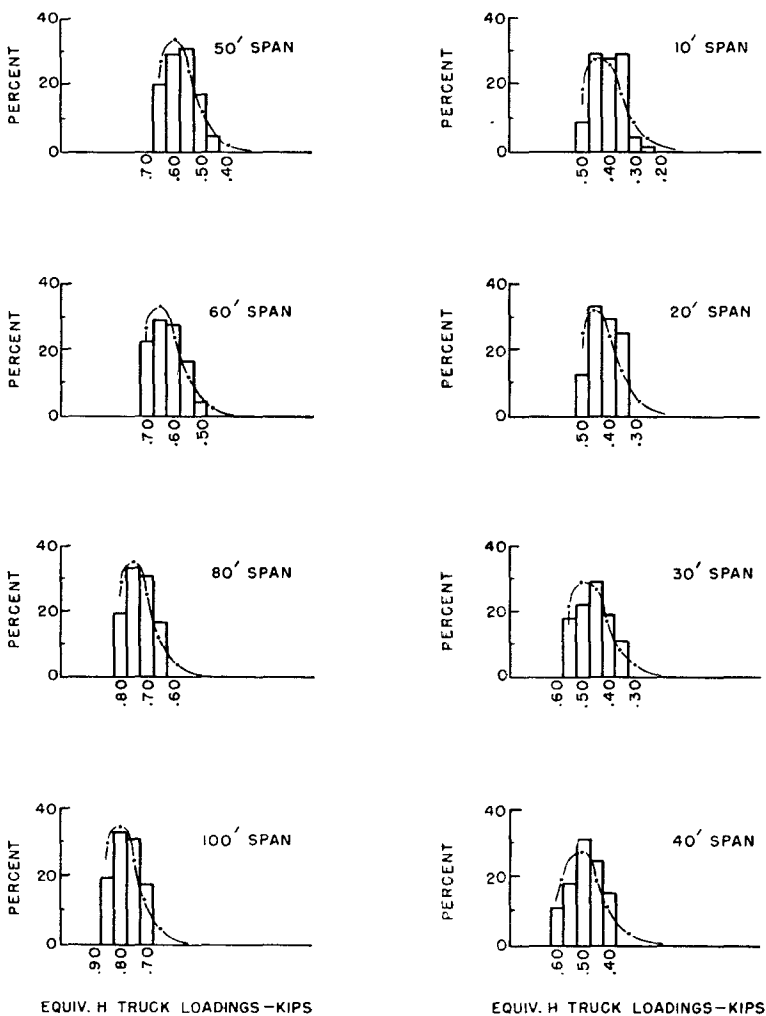 PERCENT
40
20
0
50' SPAN
.70 .60 .50 .40
PERCENT
40
20
0
10' SPAN
.50 .40 .30 .20
PERCENT
40
20
0
60' SPAN
.70 .60 .50
PERCENT
40
20
0
20' SPAN
.50 .40 .30
PERCENT
40
20
0
80' SPAN
.80 .70 .60
PERCENT
40
20
0
30' SPAN
.60 .50 .40 .30
PERCENT
40
20
0
100' SPAN
.90 .80 .70
PERCENT
40
20
0
40' SPAN
.60 .50 .40
EQUIV. H TRUCK LOADINGS-KIPS
EQUIV. H TRUCK LOADINGS-KIPS